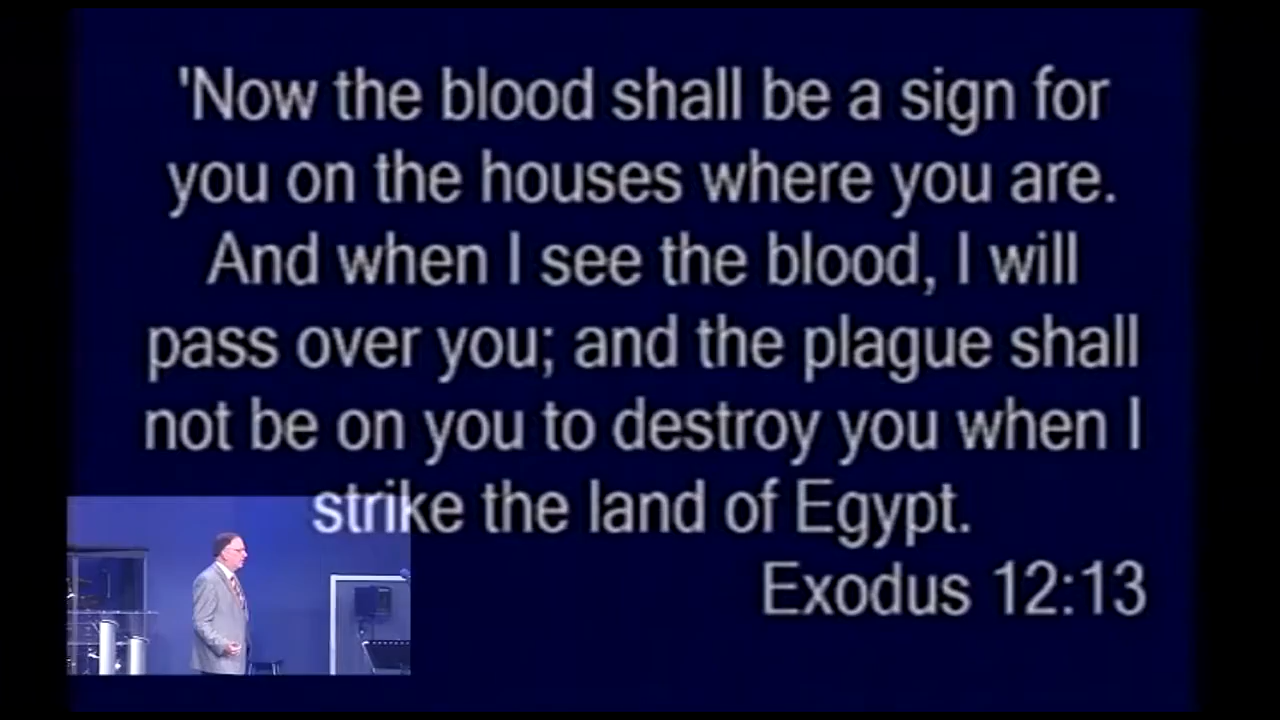 'Now the blood shall be a sign for
you on the houses where you are.
And when I see the blood, I will
pass over you; and the plague shall
not be on you to destroy you when I
strike the land of Egypt.
Exodus 12:13